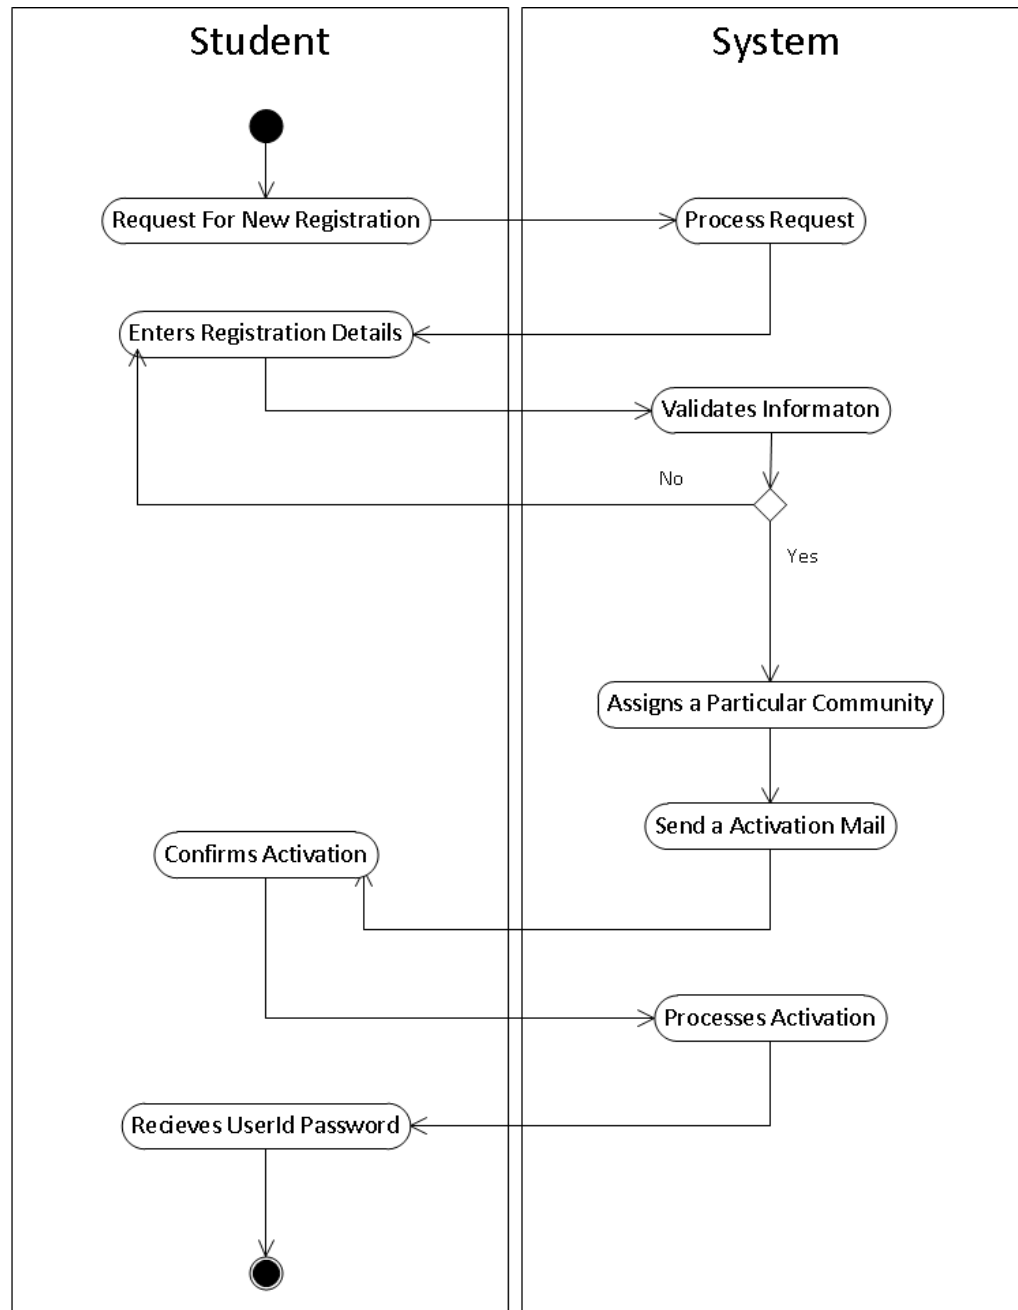 Student
System
Request For New Registration
Process Request
Enters Registration Details
Validates Informaton
No
Yes
Assigns a Particular Community
Send a Activation Mail
Confirms Activation
Processes Activation
Recieves UserId Password